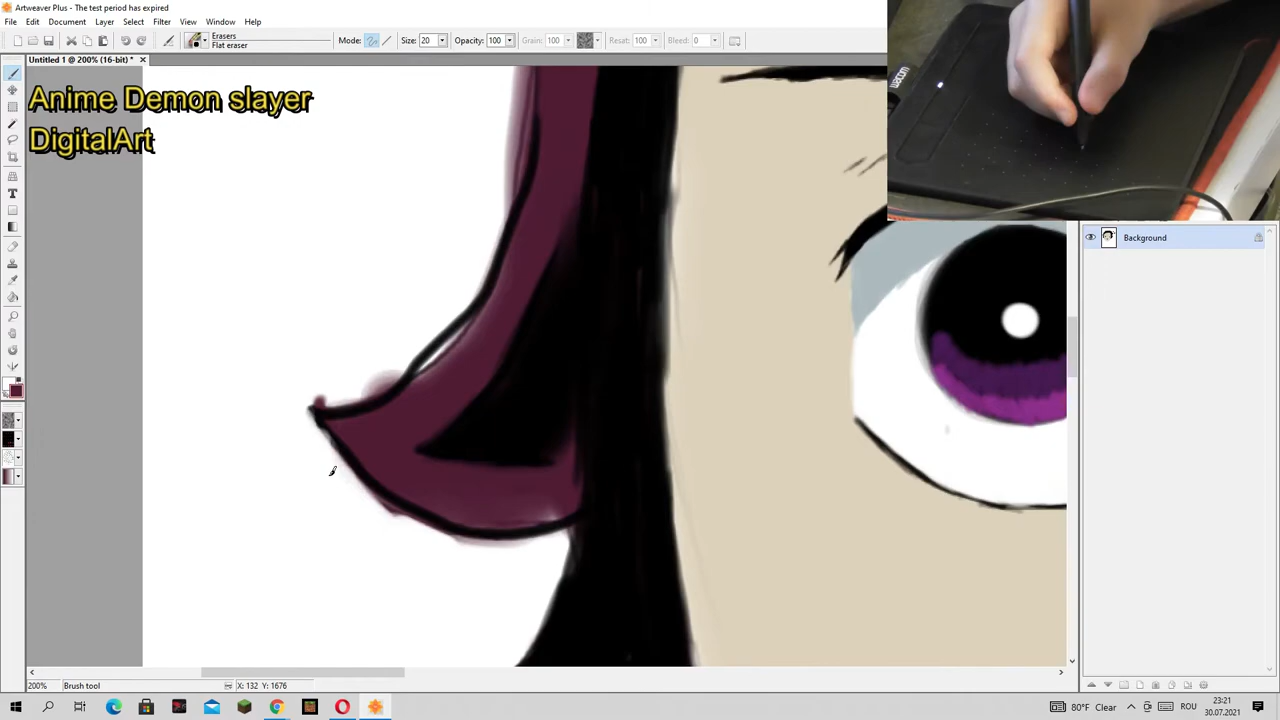 Artweaver Plus - The test period has expired
File Edit Document Layer Select Filter View Window Help
Erasers
Flat eraser
Mode: Size: 20 Opacity: 100 Grain: 100 Resat: 100 Bleed: 0
Untitled 1 @ 200% (16-bit) *
Anime Demon slayer
DigitalArt
wacom
Background
200% Brush tool X: 132 Y: 1676
80°F Clear ROU 23:21
30.07.2021